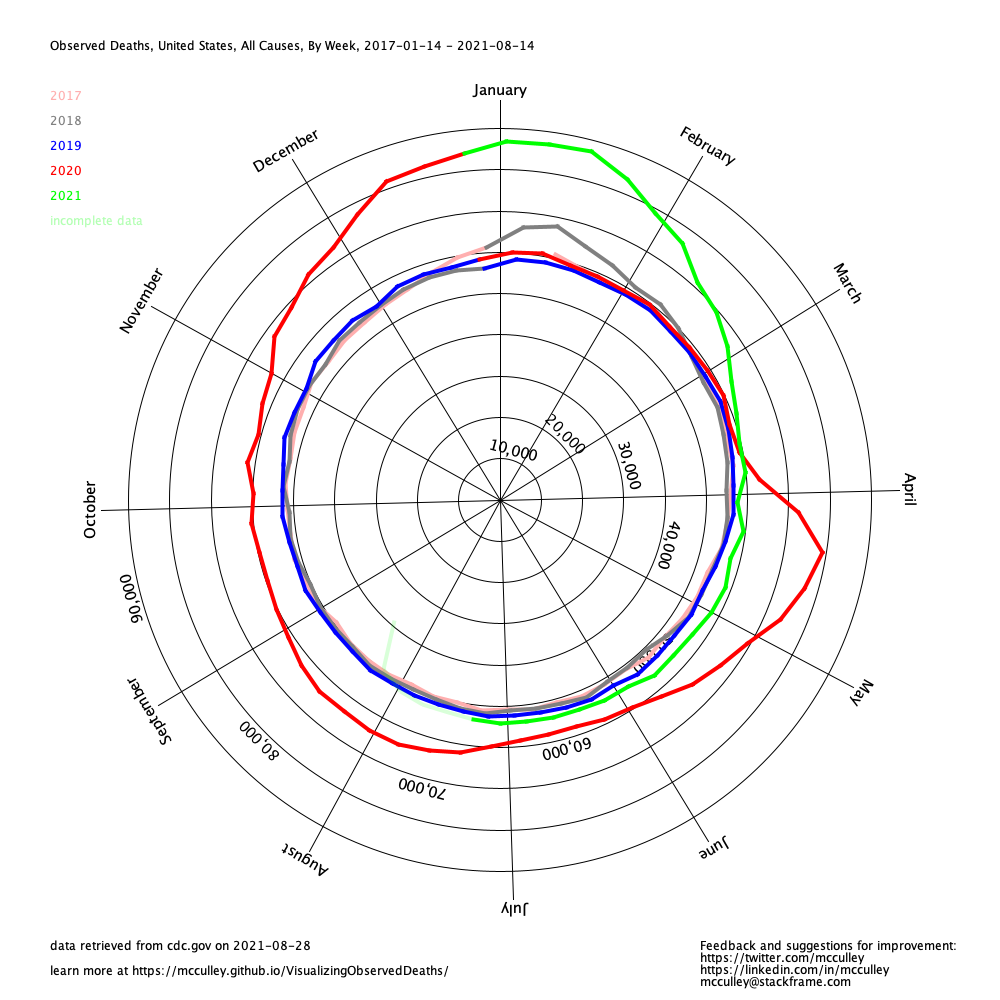 Observed Deaths, United States, All Causes, By Week, 2017-01-14 - 2021-08-14
January
2017
2018
2019
2020
2021
incomplete data
December
February
November
March
10,000
20,000
30,000
October
April
40,000
90,000
May
September
80,000
60,000
70,000
June
August
July
data retrieved from cdc.gov on 2021-08-28
learn more at https://mcculley.github.io/VisualizingObservedDeaths/
Feedback and suggestions for improvement:
https://twitter.com/mcculley
https://linkedin.com/in/mcculley
mcculley@stackframe.com